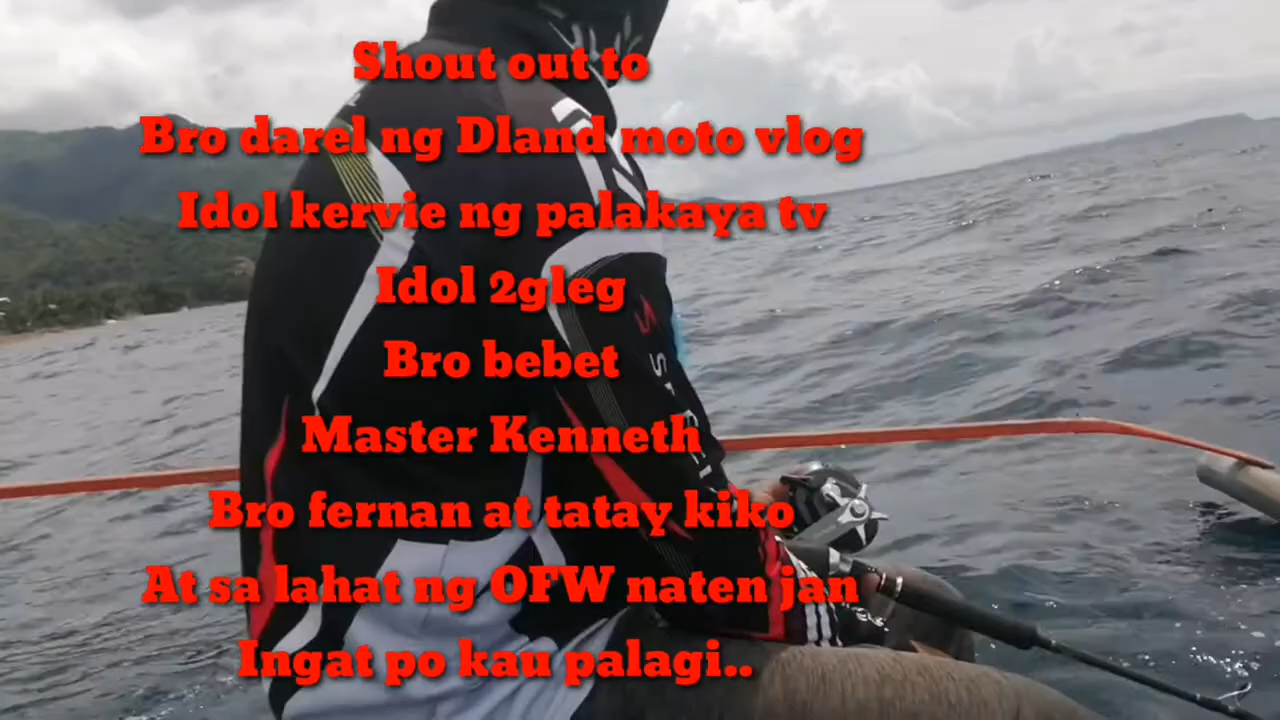 Shout out to
Bro darel ng Dland moto vlog
Idol kervie ng palakaya tv
Idol 2gleg
Bro bebet
Master Kenneth
Bro fernan at tatay kiko
At sa lahat ng OFW naten jan
Ingat po kau palagi..